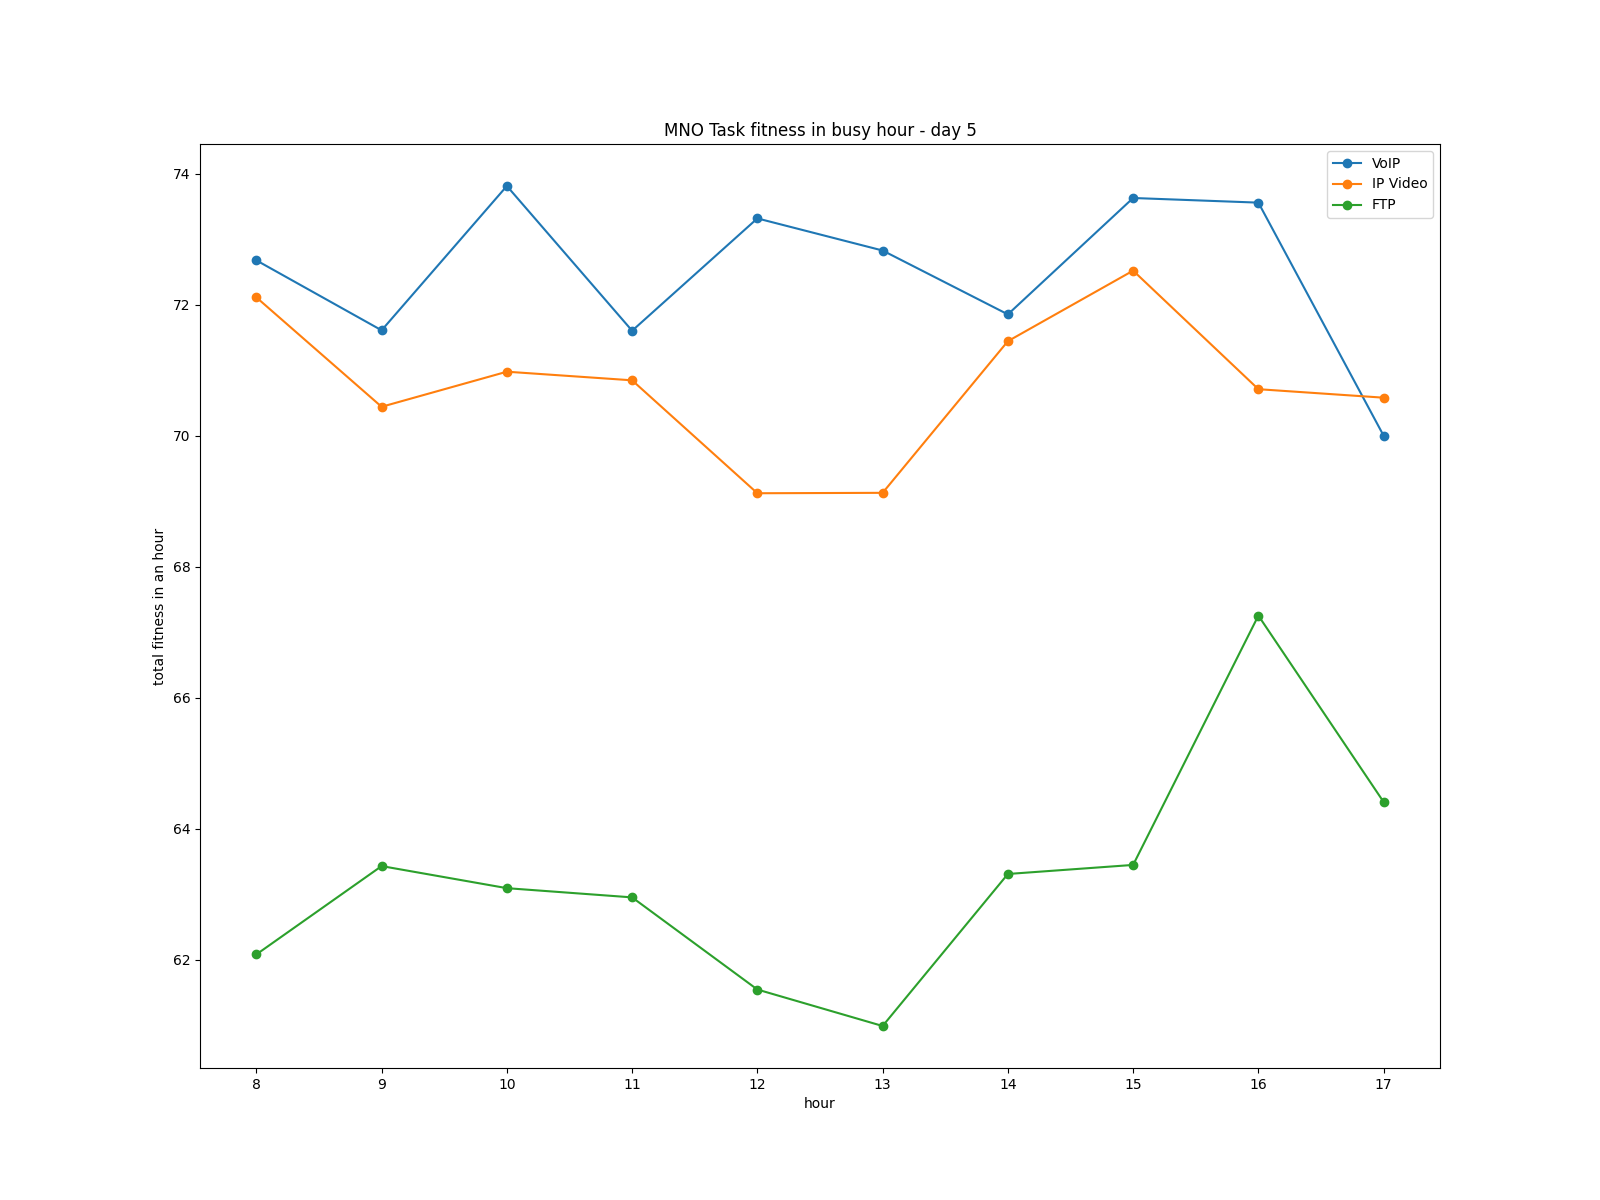 MNO Task fitness in busy hour - day 5
VoIP
IP Video
FTP
74
72
70
68
66
64
62
total fitness in an hour
8 9 10 11 12 13 14 15 16 17
hour